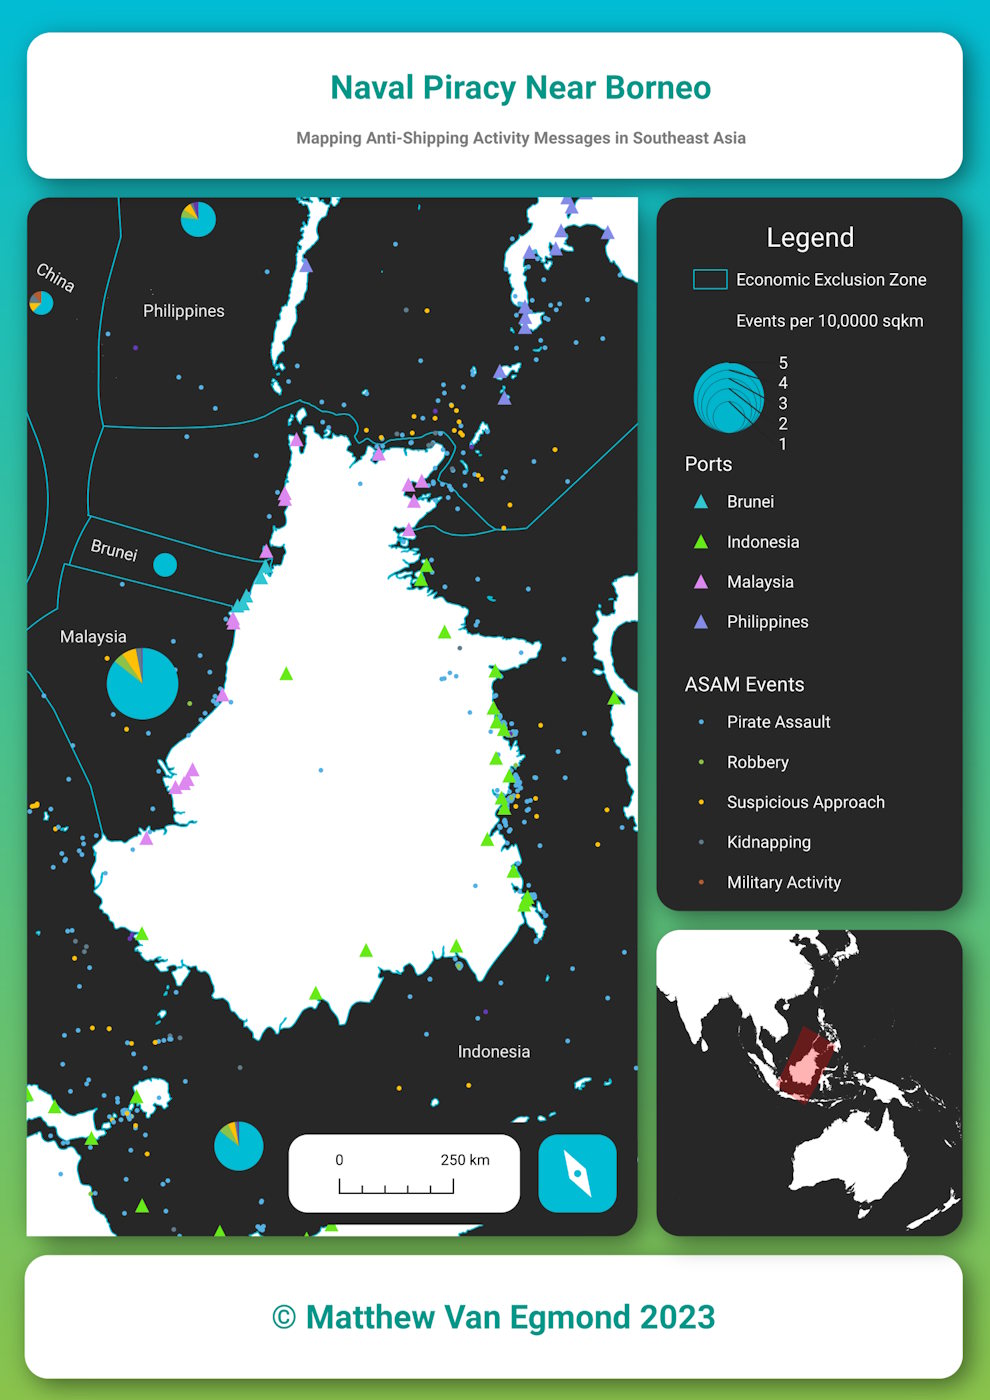 Naval Piracy Near Borneo
Mapping Anti-Shipping Activity Messages in Southeast Asia
China
Philippines
Brunei
Malaysia
Indonesia
0
250 km
Legend
Economic Exclusion Zone
Events per 10,0000 sqkm
5
4
3
2
1
Ports
Brunei
Indonesia
Malaysia
Philippines
ASAM Events
Pirate Assault
Robbery
Suspicious Approach
Kidnapping
Military Activity
© Matthew Van Egmond 2023